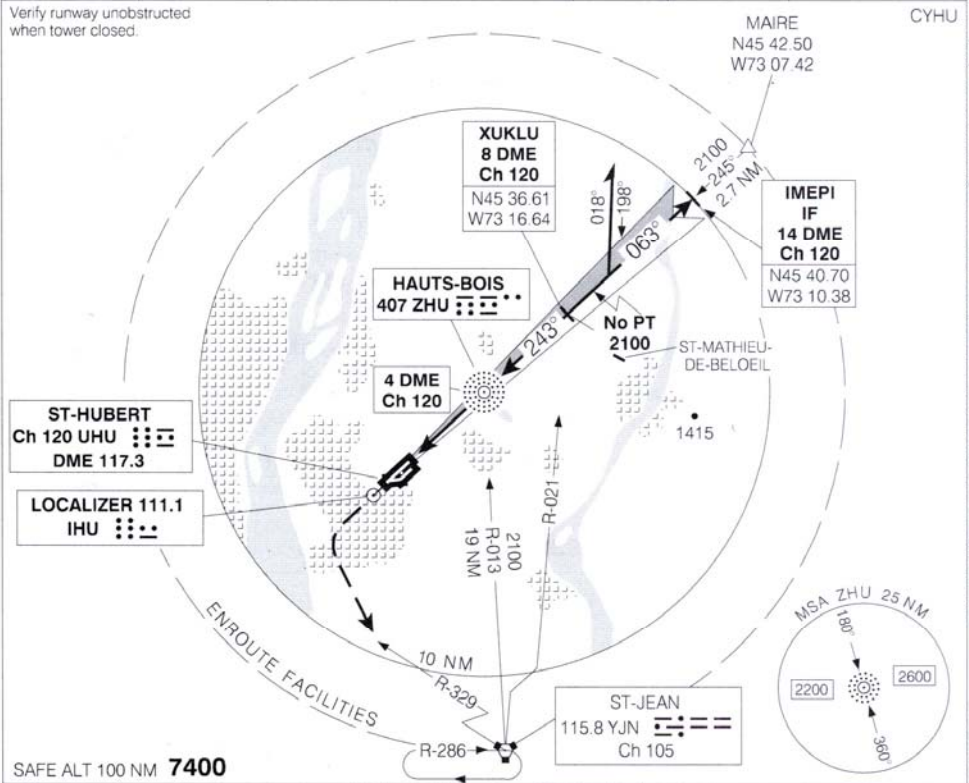 Verify runway unobstructed
when tower closed.
CYHU
MAIRE
N45 42.50
W73 07.42
XUKLU
8 DME
Ch 120
N45 36.61
W73 16.64
2100
245°
2.7 NM
018°
198°
063°
IMEPI
IF
14 DME
Ch 120
N45 40.70
W73 10.38
HAUTS-BOIS
407 ZHU
243°
No PT
2100
ST-MATHIEU-
DE-BELOEIL
4 DME
Ch 120
1415
ST-HUBERT
Ch 120 UHU
DME 117.3
LOCALIZER 111.1
IHU
2100
R-013
19 NM
R-021
MSA ZHU 25 NM
180°
2200
2600
360°
ENROUTE FACILITIES
10 NM
R-329
R-286
ST-JEAN
115.8 YJN
Ch 105
SAFE ALT 100 NM 7400